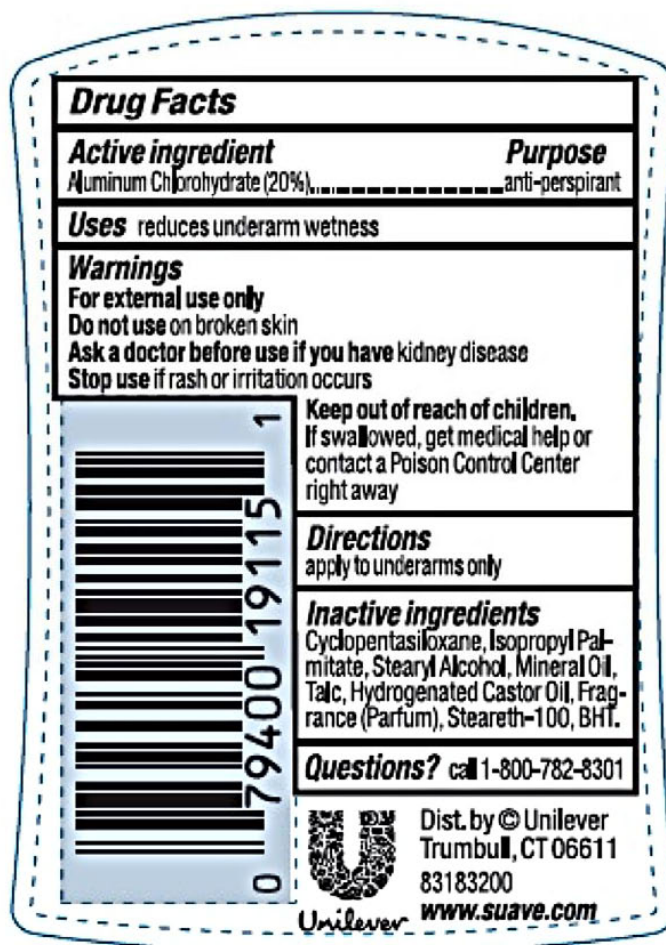 Drug Facts
Active ingredient Purpose
Aluminum Chlorohydrate (20%)..................anti-perspirant
Uses reduces underarm wetness
Warnings
For external use only
Do not use on broken skin
Ask a doctor before use if you have kidney disease
Stop use if rash or irritation occurs
Keep out of reach of children.
If swallowed, get medical help or
contact a Poison Control Center
right away
Directions
apply to underarms only
Inactive ingredients
Cyclopentasiloxane, Isopropyl Pal-
mitate, Stearyl Alcohol, Mineral Oil,
Talc, Hydrogenated Castor Oil, Frag-
rance (Parfum), Steareth-100, BHT.
Questions? call 1-800-782-8301
0 79400 19115 1
Unilever
Dist. by © Unilever
Trumbull, CT 06611
83183200
www.suave.com